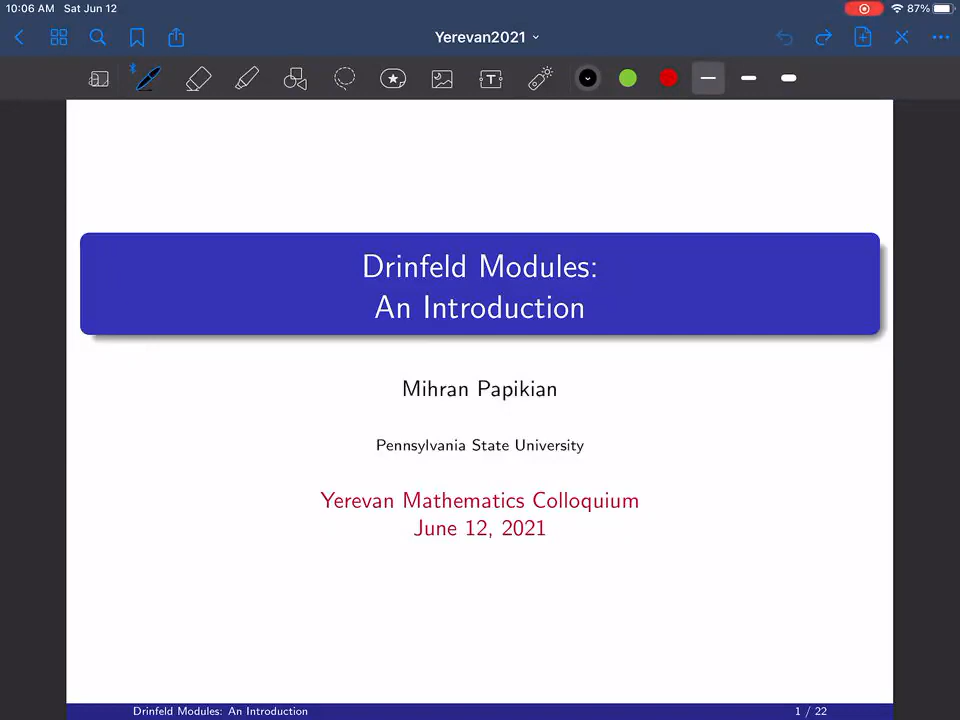 10:06 AM Sat Jun 12
87%
Yerevan2021
T
Drinfeld Modules:
An Introduction
Mihran Papikian
Pennsylvania State University
Yerevan Mathematics Colloquium
June 12, 2021
Drinfeld Modules: An Introduction
1 / 22